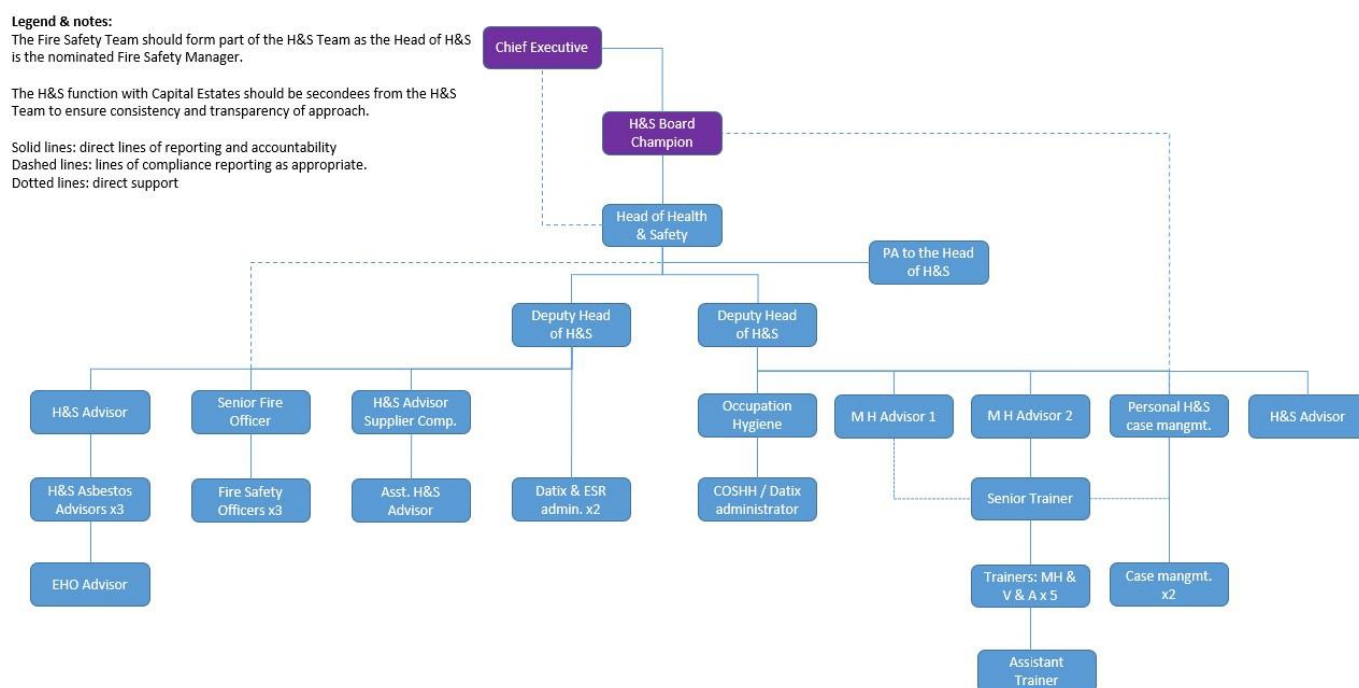 Legend & notes:
The Fire Safety Team should form part of the H&S Team as the Head of H&S
is the nominated Fire Safety Manager.
The H&S function with Capital Estates should be secondees from the H&S
Team to ensure consistency and transparency of approach.
Solid lines: direct lines of reporting and accountability
Dashed lines: lines of compliance reporting as appropriate.
Dotted lines: direct support
Chief Executive
H&S Board
Champion
Head of Health
& Safety
PA to the Head
of H&S
Deputy Head
of H&S
Deputy Head
of H&S
H&S Advisor
Senior Fire
Officer
H&S Advisor
Supplier Comp.
Occupation
Hygiene
M H Advisor 1
M H Advisor 2
Personal H&S
case mangmt.
H&S Advisor
H&S Asbestos
Advisors x3
Fire Safety
Officers x3
Asst. H&S
Advisor
Datix & ESR
admin. x2
COSHH / Datix
administrator
Senior Trainer
EHO Advisor
Trainers: MH &
V & A x 5
Case mangmt.
x2
Assistant
Trainer